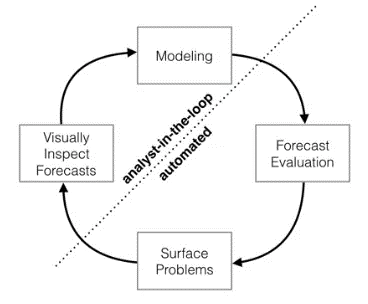 Modeling
analyst-in-the-loop
automated
Visually
Inspect
Forecasts
Forecast
Evaluation
Surface
Problems